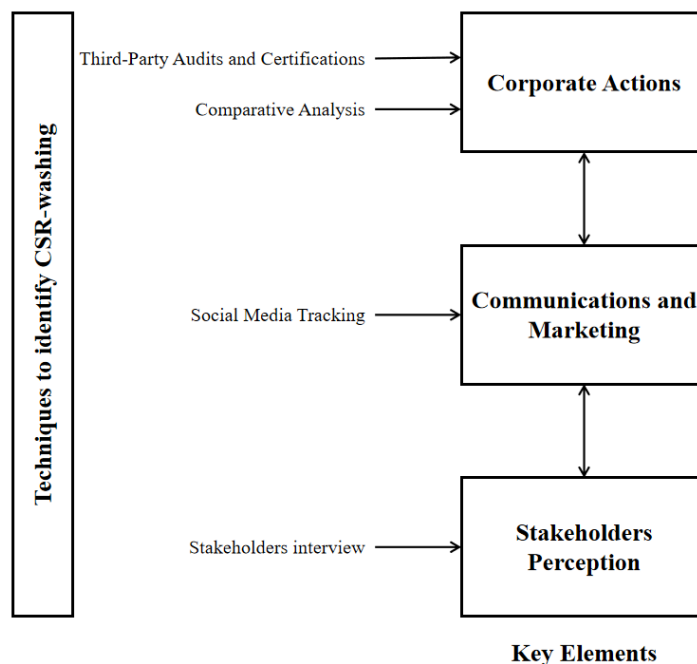 Techniques to identify CSR-washing
Third-Party Audits and Certifications
Comparative Analysis
Corporate Actions
Social Media Tracking
Communications and
Marketing
Stakeholders interview
Stakeholders
Perception
Key Elements